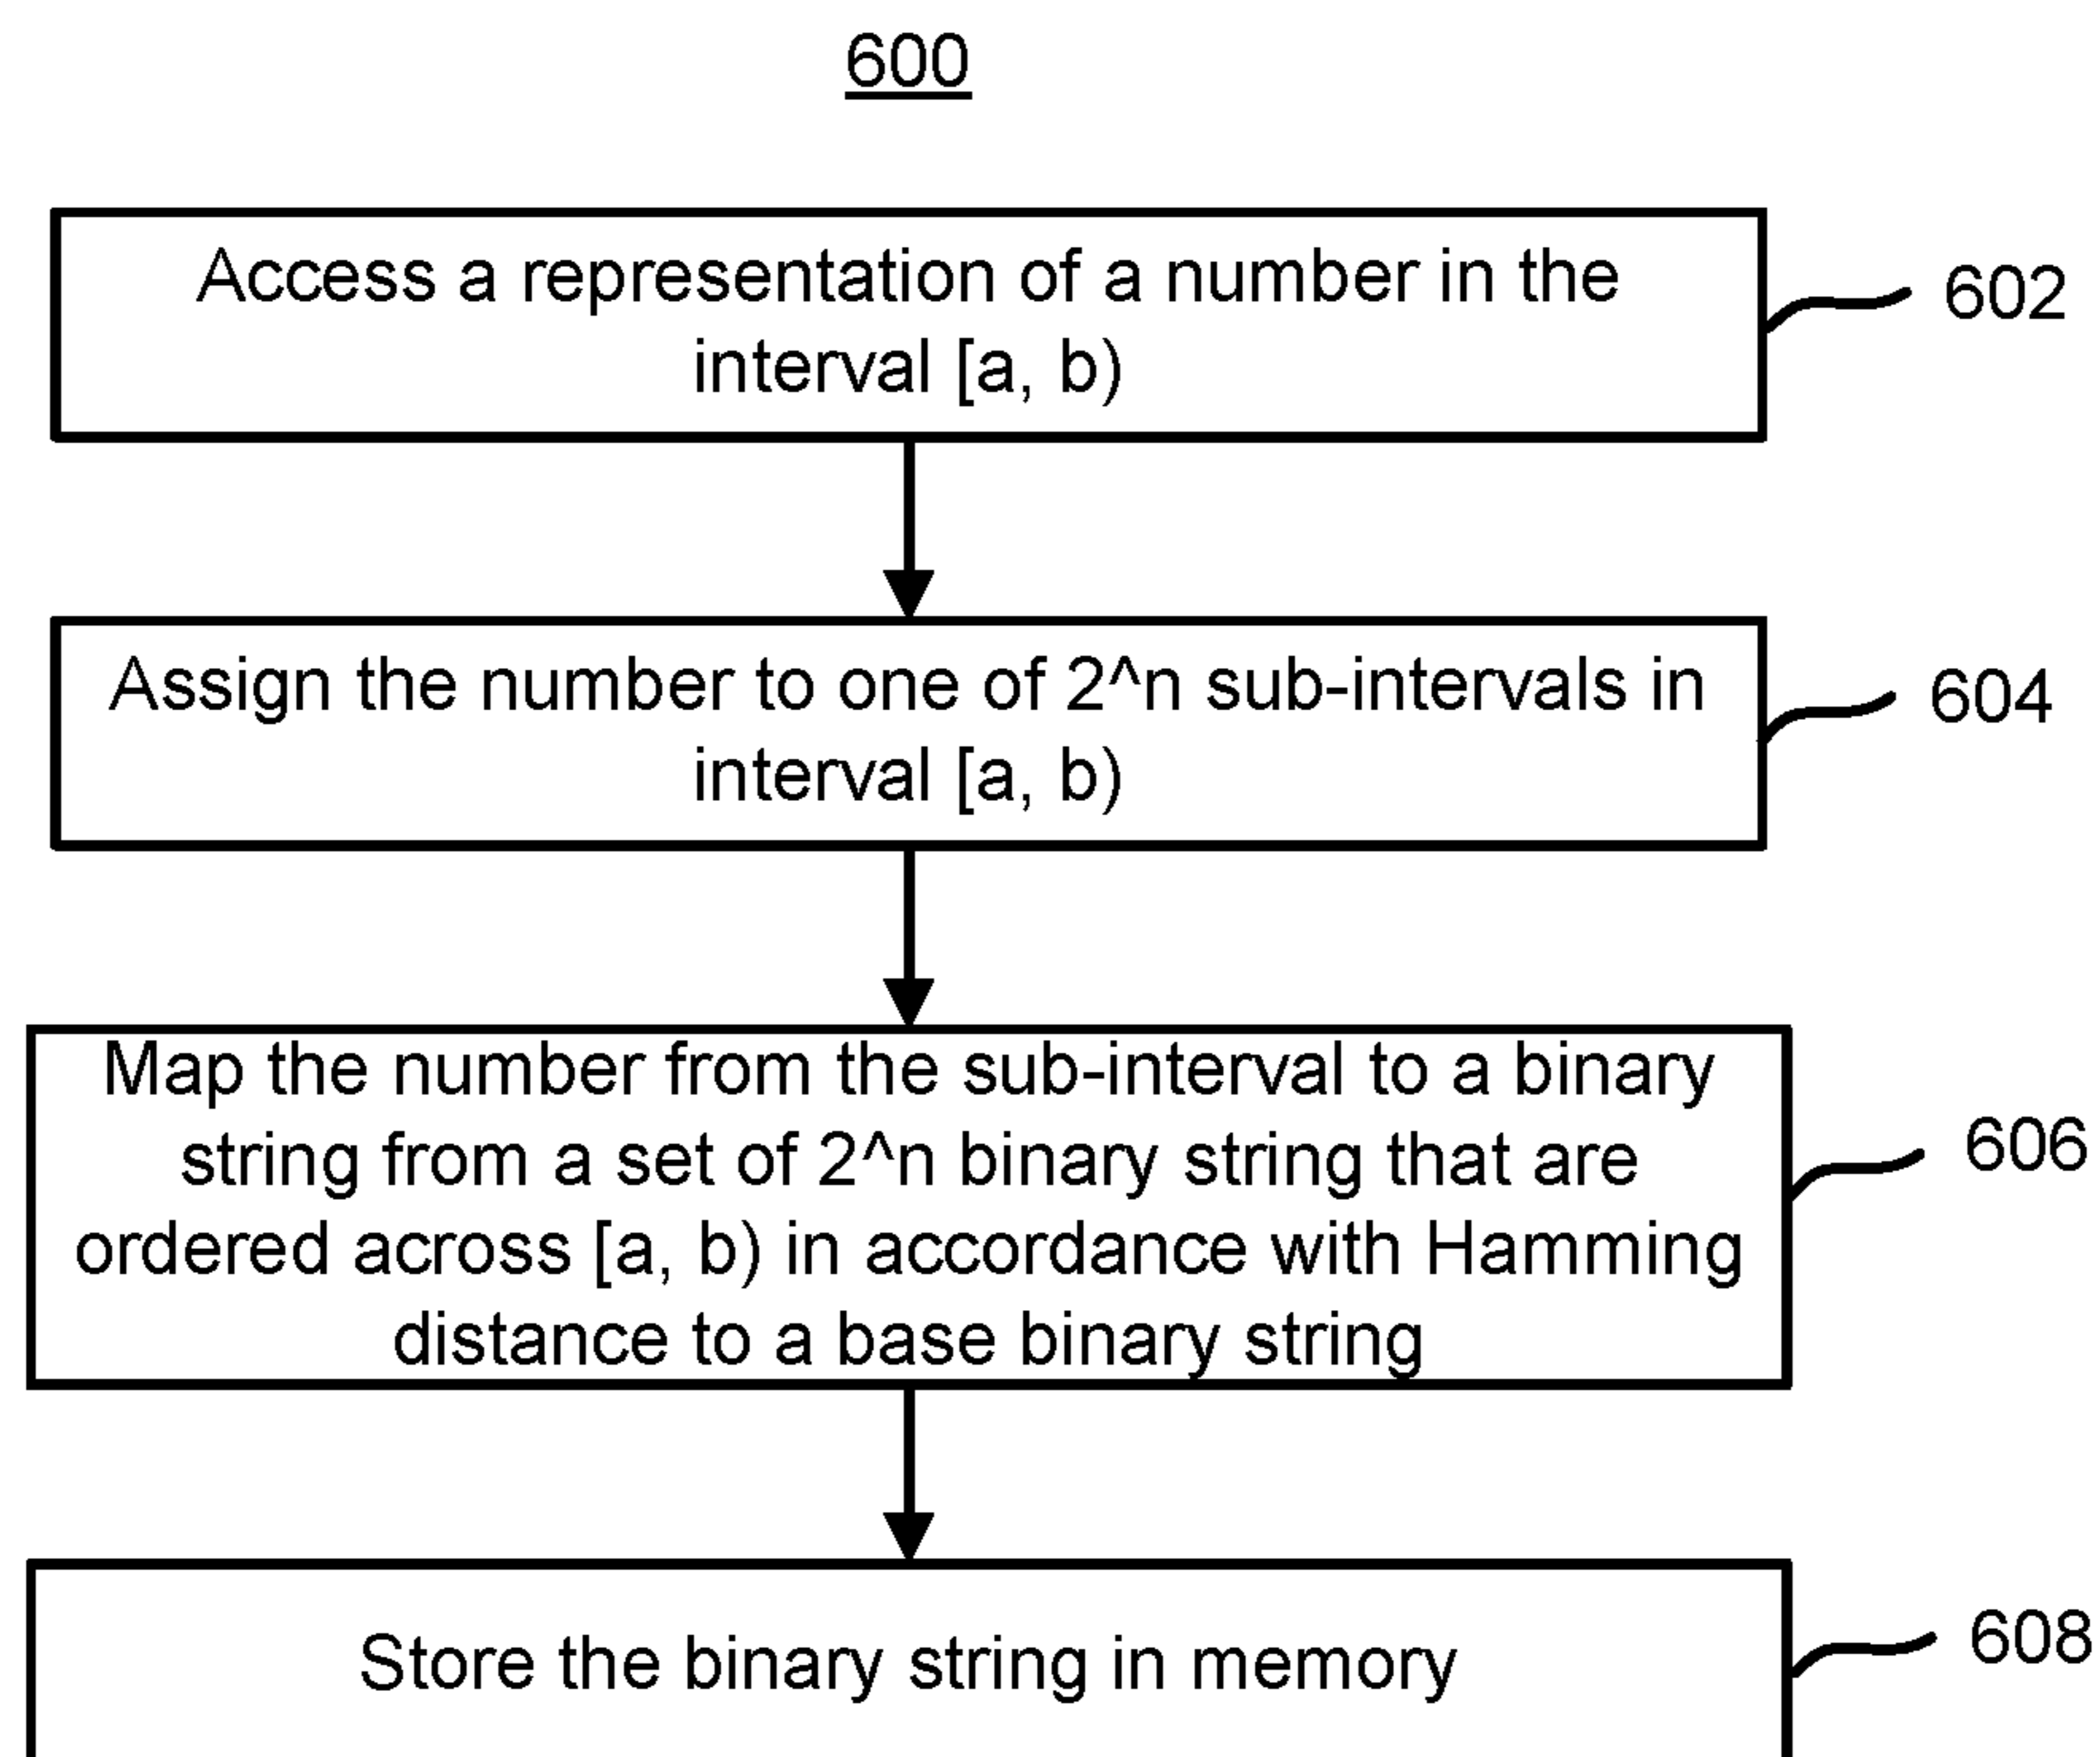 600
Access a representation of a number in the
interval [a, b)
602
Assign the number to one of 2^n sub-intervals in
interval [a, b)
604
Map the number from the sub-interval to a binary
string from a set of 2^n binary string that are
ordered across [a, b) in accordance with Hamming
distance to a base binary string
606
Store the binary string in memory
608